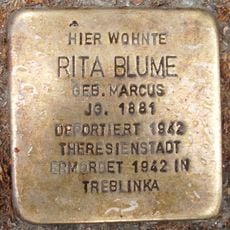 HIER WOHNTE
RITA BLUME
GEB. MARCUS
JG. 1881
DEPORTIERT 1942
THERESIENSTADT
ERMORDET 1942 IN
TREBLINKA